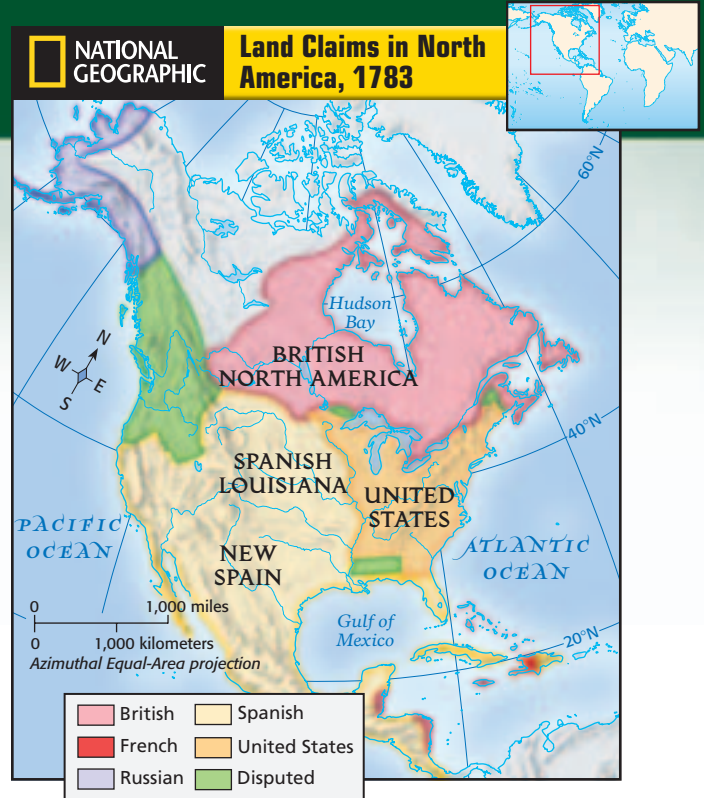 NATIONAL
GEOGRAPHIC
Land Claims in North
America, 1783
60°N
Hudson
Bay
N
W
E
S
BRITISH
NORTH AMERICA
40°N
SPANISH
LOUISIANA
UNITED
STATES
PACIFIC
OCEAN
ATLANTIC
OCEAN
NEW
SPAIN
0
1,000 miles
0
1,000 kilometers
Azimuthal Equal-Area projection
Gulf of
Mexico
20°N
British
Spanish
French
United States
Russian
Disputed